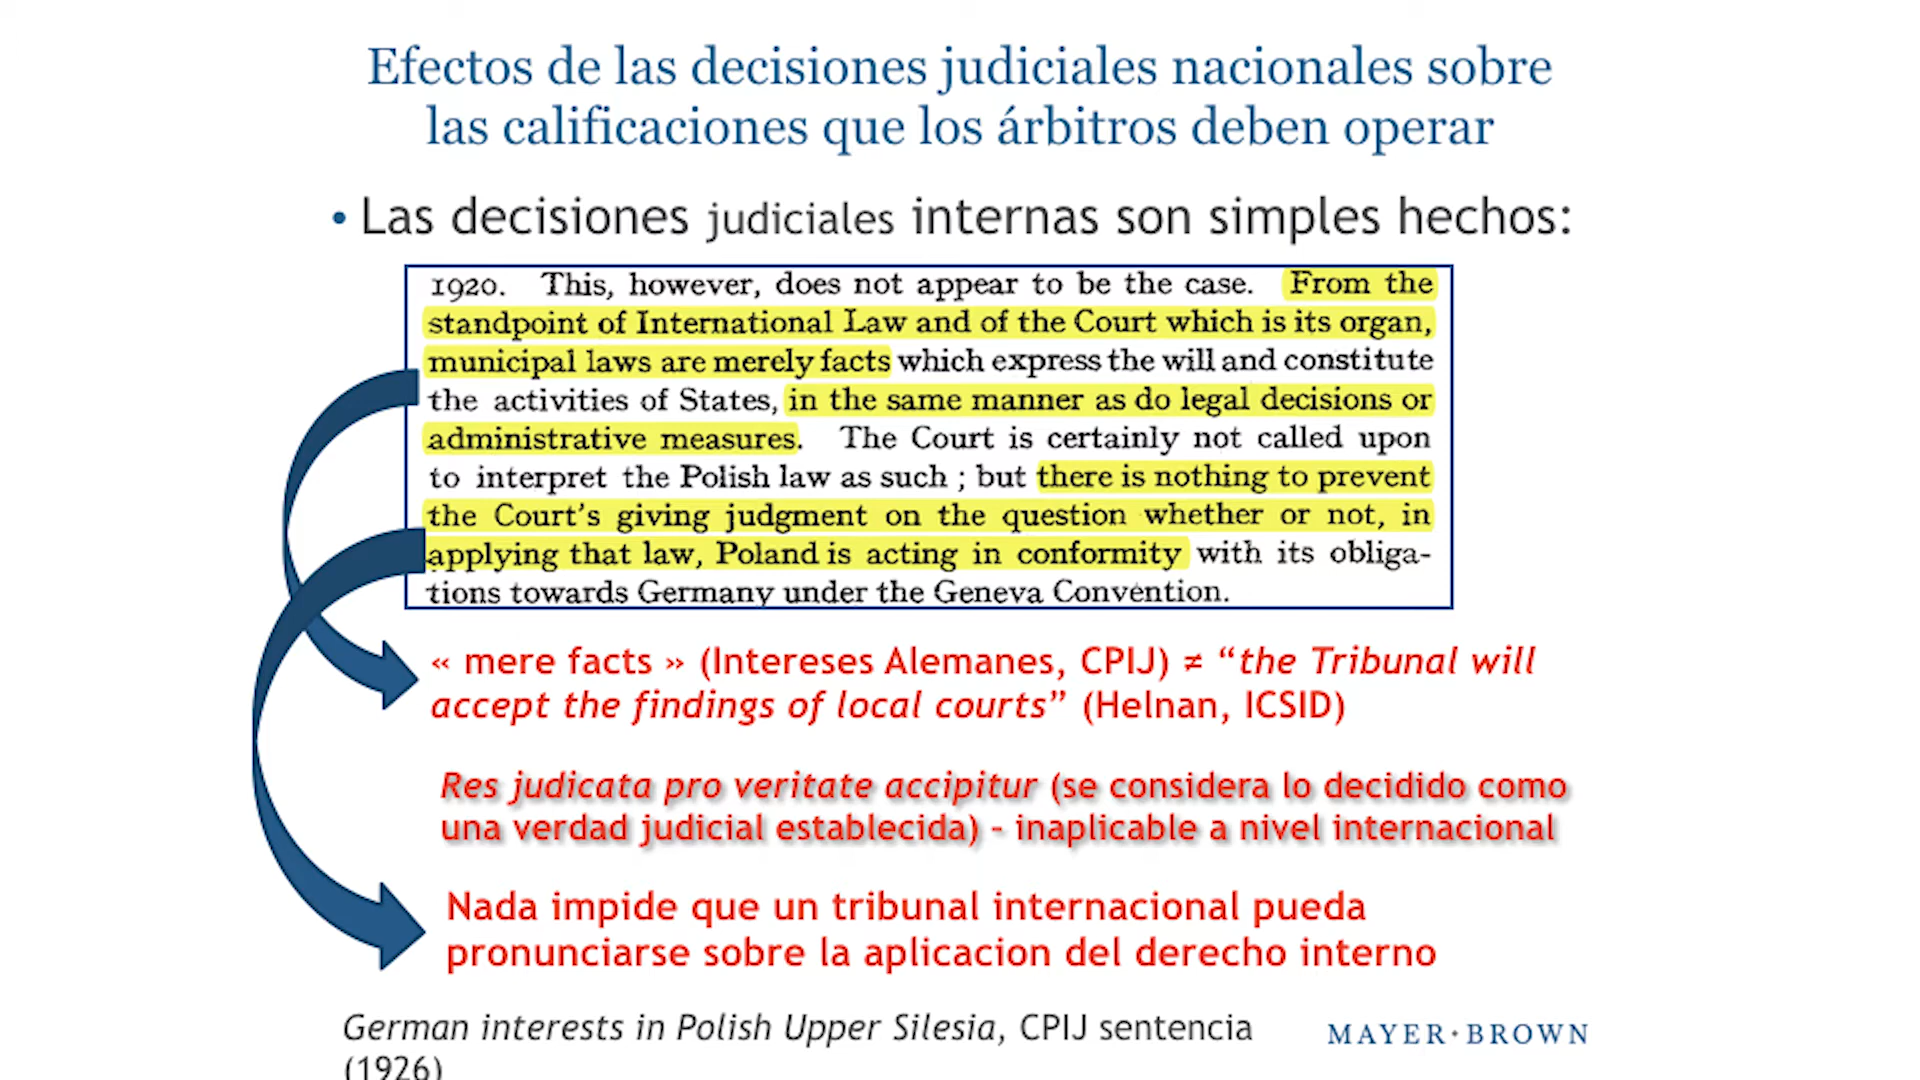 Efectos de las decisiones judiciales nacionales sobre
las calificaciones que los árbitros deben operar
• Las decisiones judiciales internas son simples hechos:
1920. This, however, does not appear to be the case. From the
standpoint of International Law and of the Court which is its organ,
municipal laws are merely facts which express the will and constitute
the activities of States, in the same manner as do legal decisions or
administrative measures. The Court is certainly not called upon
to interpret the Polish law as such ; but there is nothing to prevent
the Court's giving judgment on the question whether or not, in
applying that law, Poland is acting in conformity with its obliga-
tions towards Germany under the Geneva Convention.
« mere facts » (Intereses Alemanes, CPIJ) ≠ “the Tribunal will
accept the findings of local courts” (Helnan, ICSID)
Res judicata pro veritate accipitur (se considera lo decidido como
una verdad judicial establecida) – inaplicable a nivel internacional
Nada impide que un tribunal internacional pueda
pronunciarse sobre la aplicacion del derecho interno
German interests in Polish Upper Silesia, CPIJ sentencia
(1926)
MAYER·BROWN